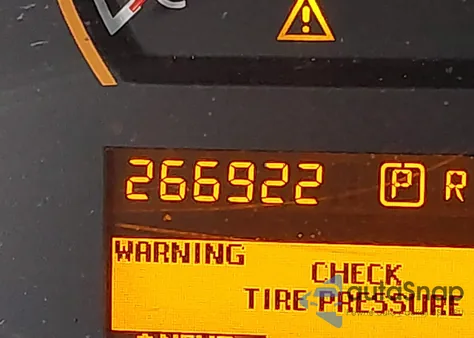 266922 P R
WARNING
CHECK
TIRE PRESSURE
autoSnap